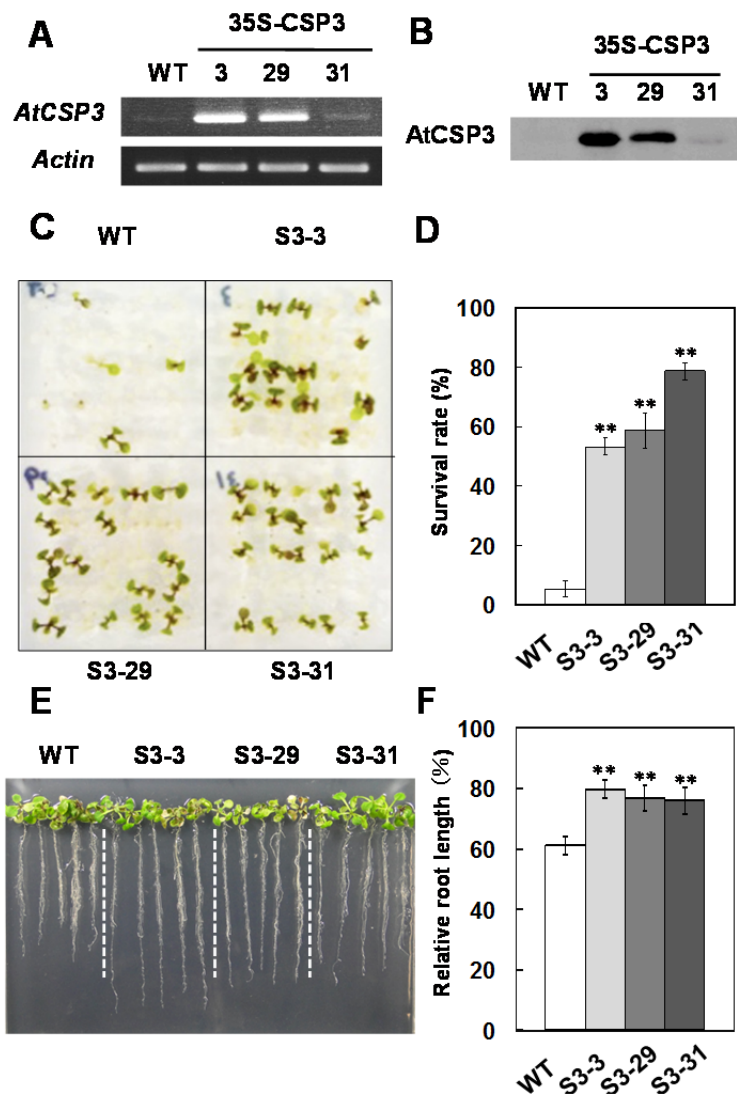 A
35S-CSP3
WT 3 29 31
AtCSP3
Actin
B
35S-CSP3
WT 3 29 31
AtCSP3
C
WT S3-3
3
S3-29 S3-31
D
100
80
60
40
20
0
Survival rate (%)
** ** **
WT S3-3 S3-29 S3-31
E
WT S3-3 S3-29 S3-31
F
100
80
60
40
20
0
Relative root length (%)
** ** **
WT S3-3 S3-29 S3-31